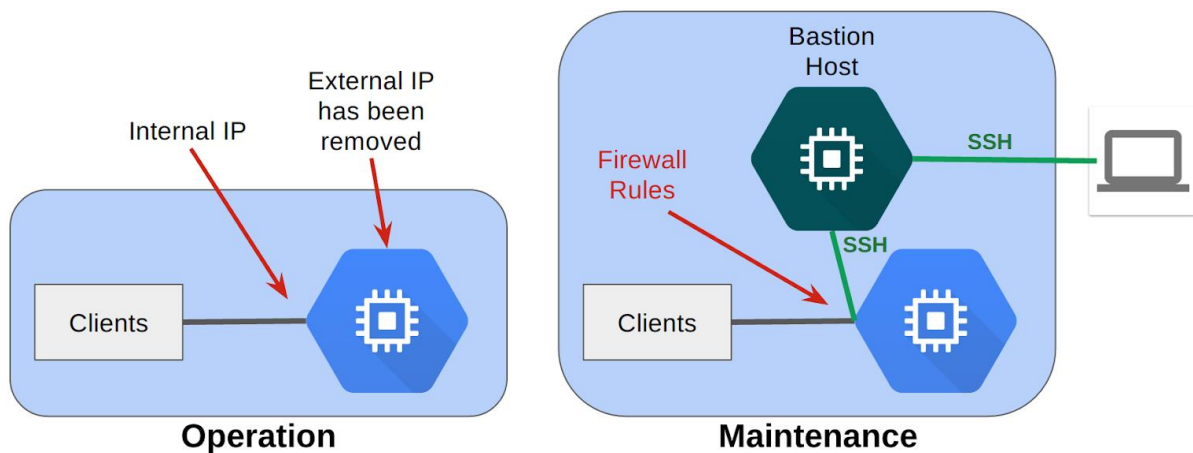 External IP
has been
removed
Internal IP
Clients
Operation
Bastion
Host
SSH
Firewall
Rules
SSH
Clients
Maintenance